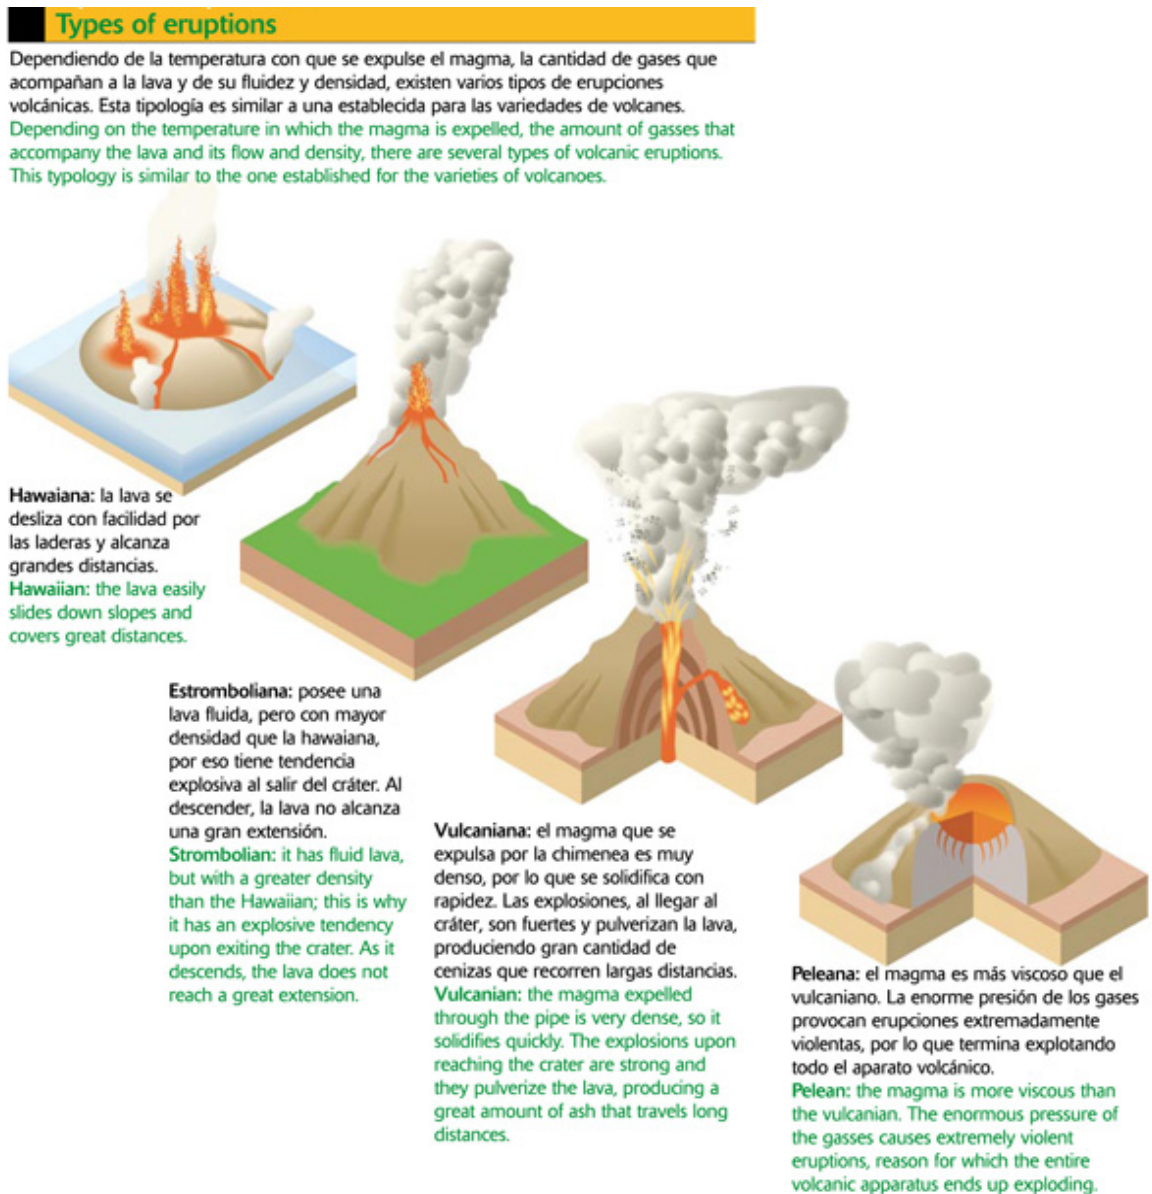 Types of eruptions
Dependiendo de la temperatura con que se expulse el magma, la cantidad de gases que
acompañan a la lava y de su fluidez y densidad, existen varios tipos de erupciones
volcánicas. Esta tipología es similar a una establecida para las variedades de volcanes.
Depending on the temperature in which the magma is expelled, the amount of gasses that
accompany the lava and its flow and density, there are several types of volcanic eruptions.
This typology is similar to the one established for the varieties of volcanoes.
Hawaiana: la lava se
desliza con facilidad por
las laderas y alcanza
grandes distancias.
Hawaiian: the lava easily
slides down slopes and
covers great distances.
Estromboliana: posee una
lava fluida, pero con mayor
densidad que la hawaiana,
por eso tiene tendencia
explosiva al salir del cráter. Al
descender, la lava no alcanza
una gran extensión.
Strombolian: it has fluid lava,
but with a greater density
than the Hawaiian; this is why
it has an explosive tendency
upon exiting the crater. As it
descends, the lava does not
reach a great extension.
Vulcaniana: el magma que se
expulsa por la chimenea es muy
denso, por lo que se solidifica con
rapidez. Las explosiones, al llegar al
cráter, son fuertes y pulverizan la lava,
produciendo gran cantidad de
cenizas que recorren largas distancias.
Vulcanian: the magma expelled
through the pipe is very dense, so it
solidifies quickly. The explosions upon
reaching the crater are strong and
they pulverize the lava, producing a
great amount of ash that travels long
distances.
Peleana: el magma es más viscoso que el
vulcaniano. La enorme presión de los gases
provocan erupciones extremadamente
violentas, por lo que termina explotando
todo el aparato volcánico.
Pelean: the magma is more viscous than
the vulcanian. The enormous pressure of
the gasses causes extremely violent
eruptions, reason for which the entire
volcanic apparatus ends up exploding.